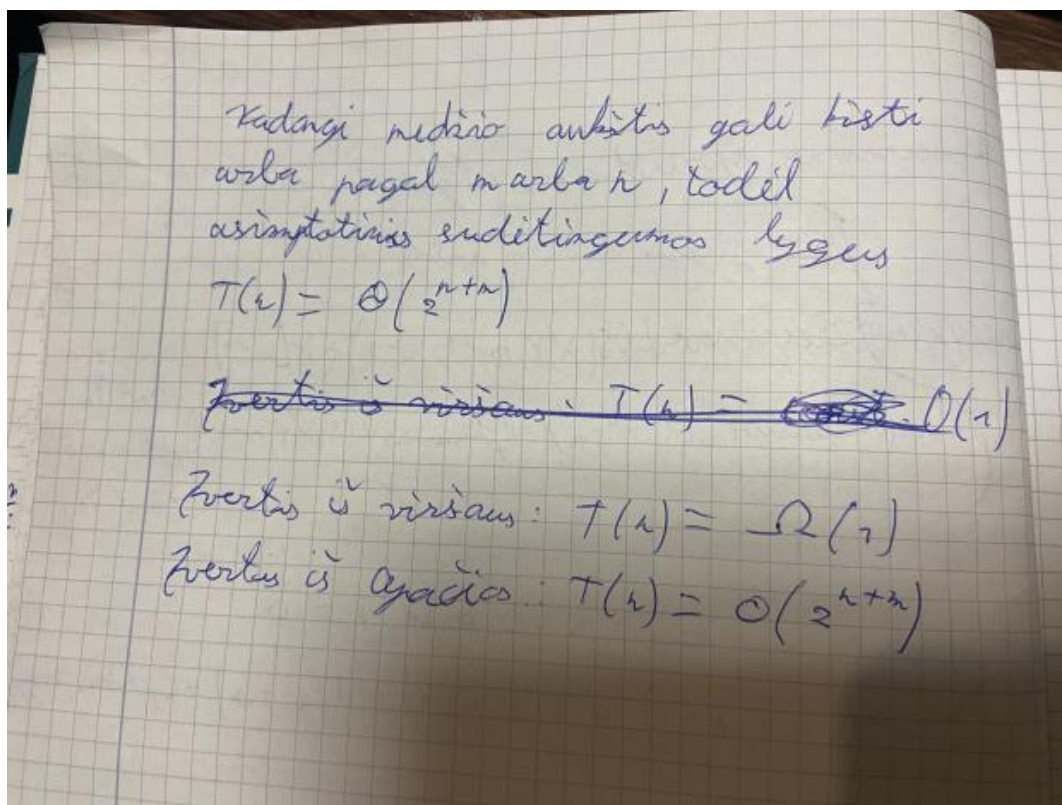 Kadangi medžio aukštis gali būti
arba pagal m arba n, todėl
asimptotinis sudėtingumas lygus
T(n) = Θ(2^{n+m})
Įvertis iš viršaus: T(n) = O(1)
Įvertis iš viršaus: T(n) = Ω(1)
Įvertis iš apačios: T(n) = O(2^{n+m})